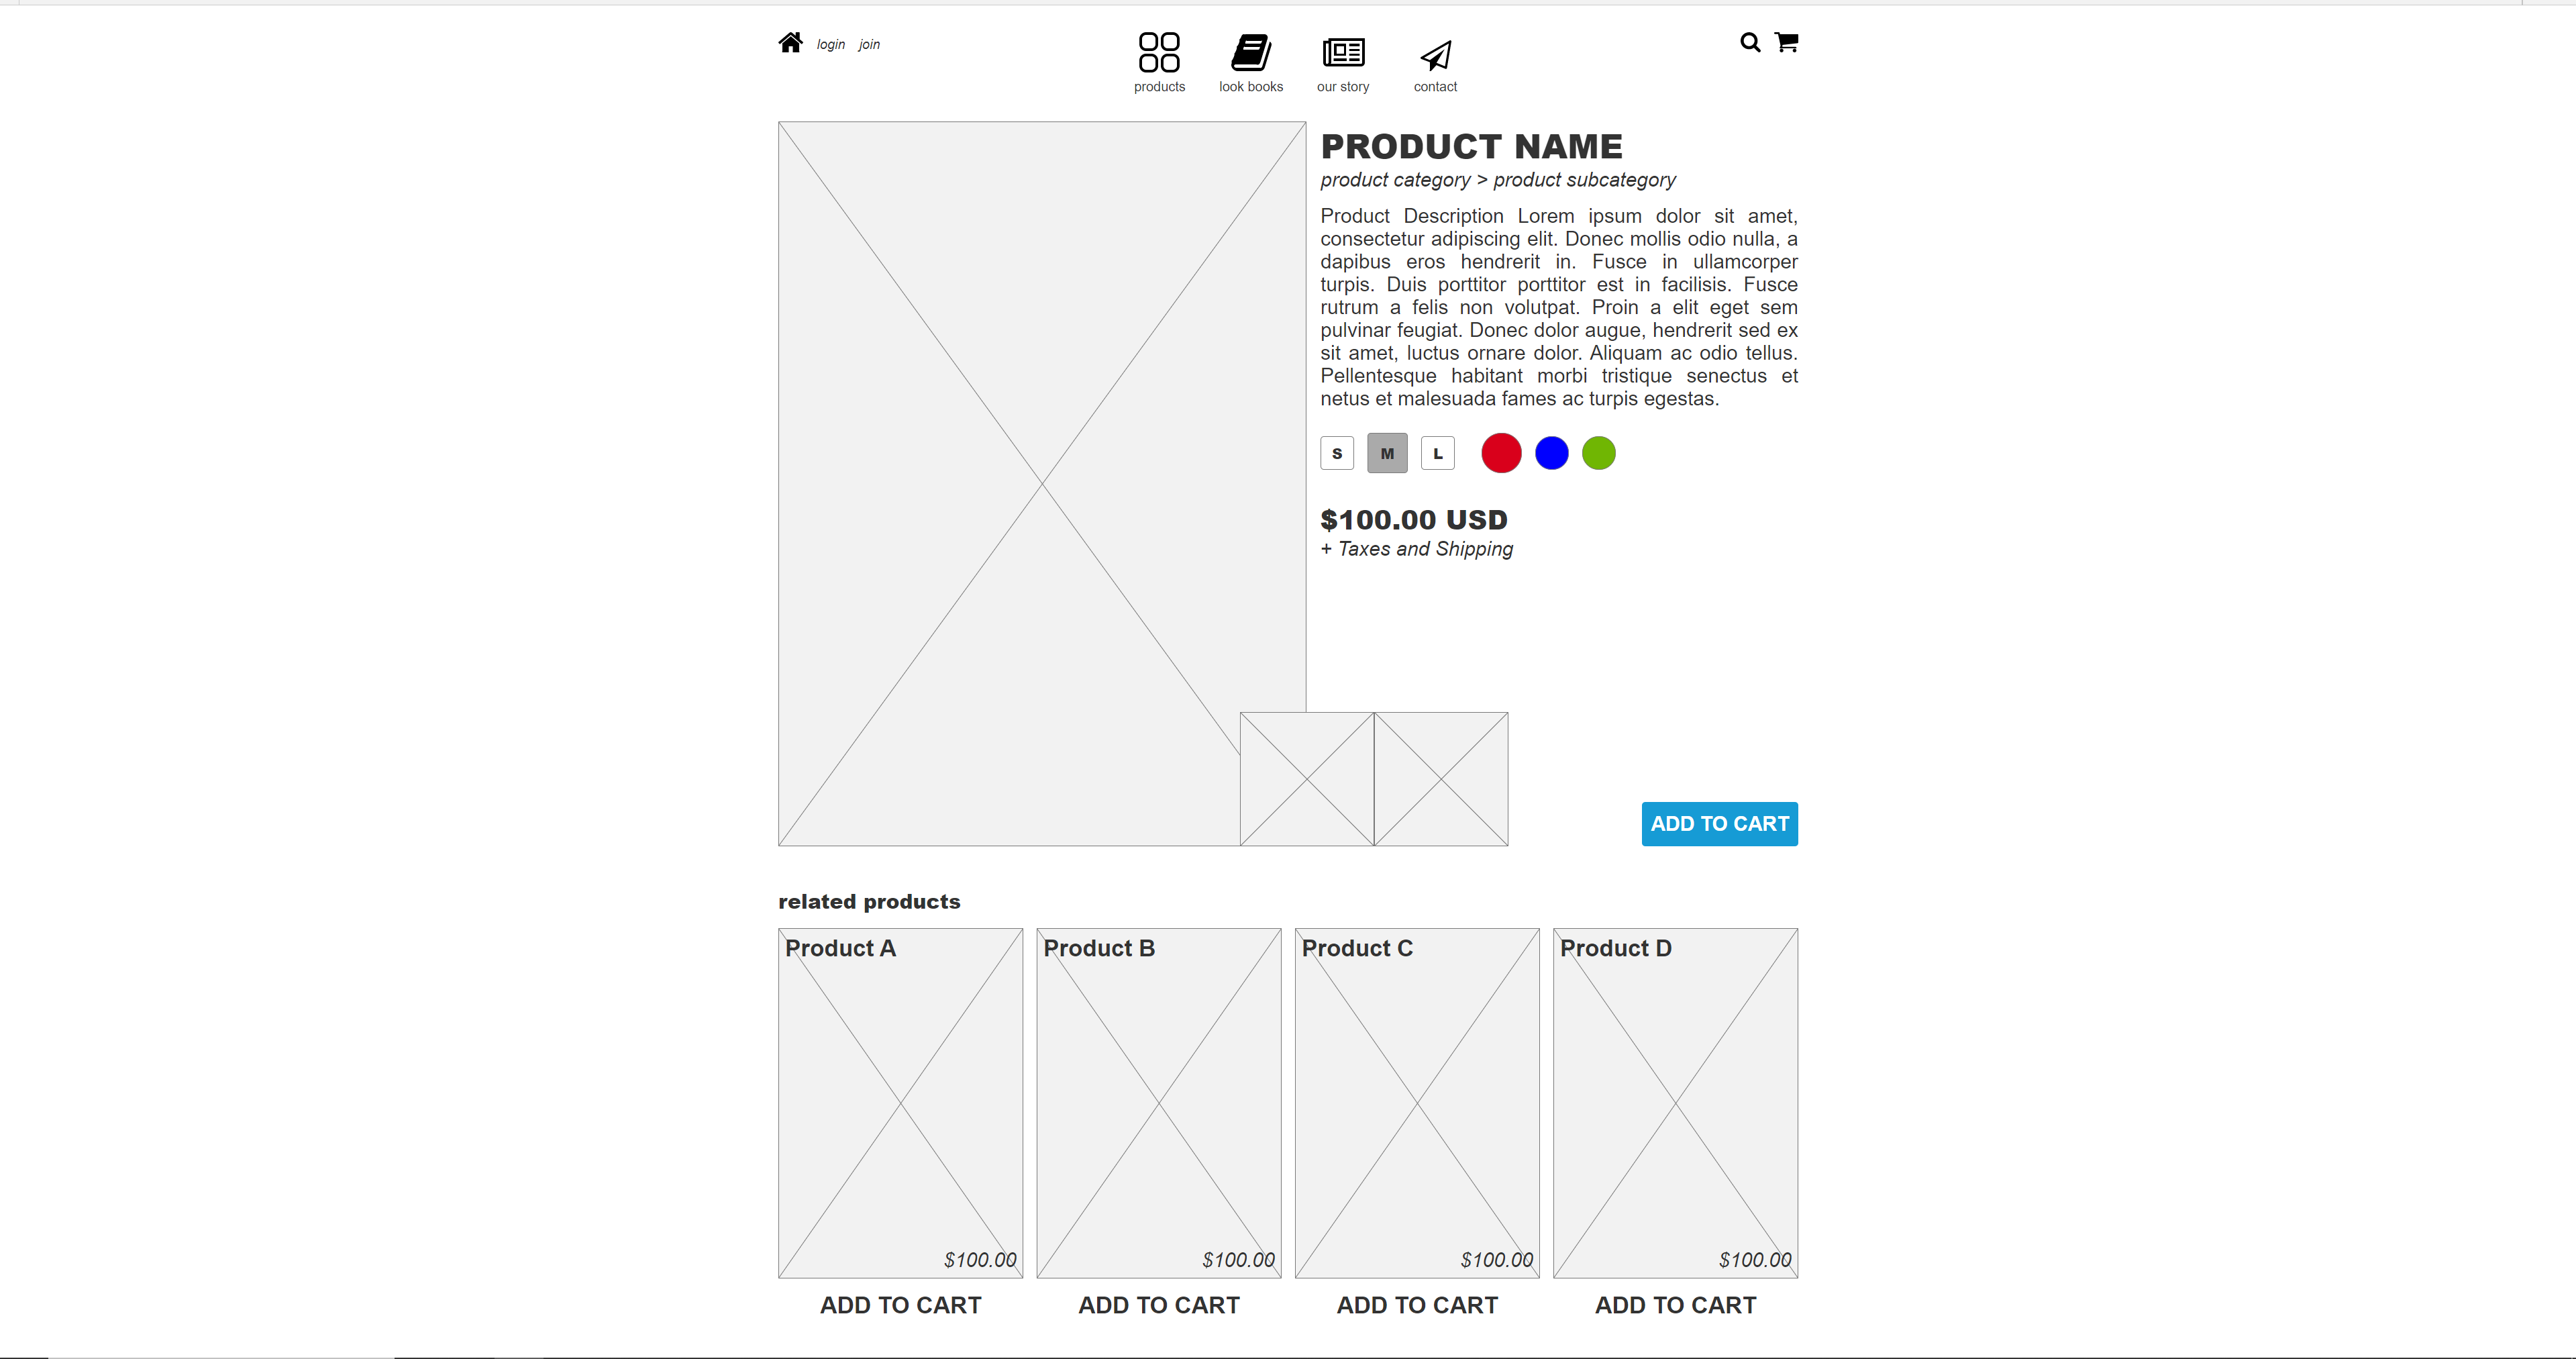 login join
products look books our story contact
PRODUCT NAME
product category > product subcategory
Product Description Lorem ipsum dolor sit amet,
consectetur adipiscing elit. Donec mollis odio nulla, a
dapibus eros hendrerit in. Fusce in ullamcorper
turpis. Duis porttitor porttitor est in facilisis. Fusce
rutrum a felis non volutpat. Proin a elit eget sem
pulvinar feugiat. Donec dolor augue, hendrerit sed ex
sit amet, luctus ornare dolor. Aliquam ac odio tellus.
Pellentesque habitant morbi tristique senectus et
netus et malesuada fames ac turpis egestas.
S M L
$100.00 USD
+ Taxes and Shipping
ADD TO CART
related products
Product A Product B Product C Product D
$100.00 $100.00 $100.00 $100.00
ADD TO CART ADD TO CART ADD TO CART ADD TO CART